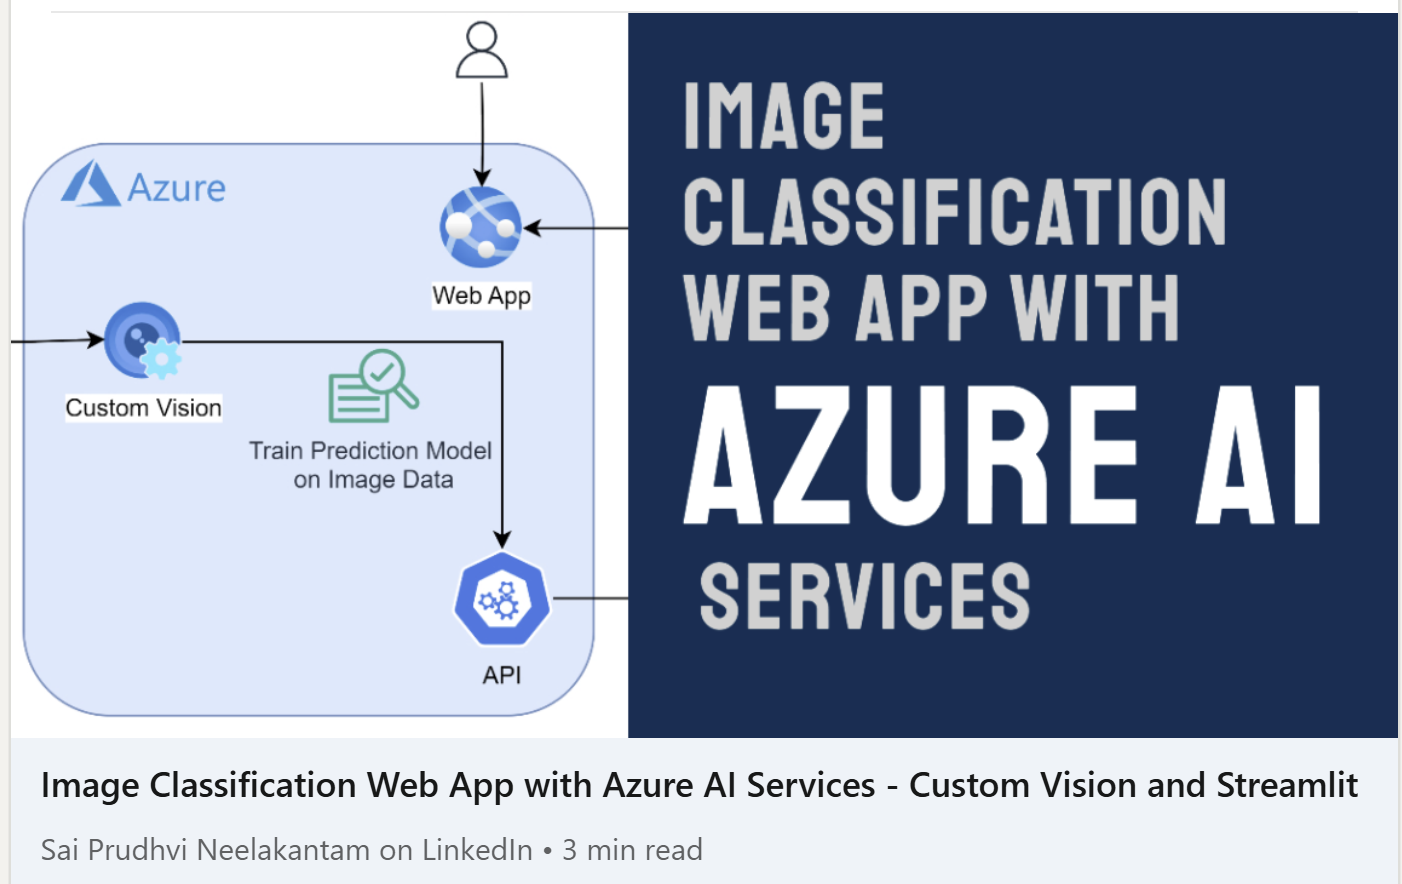 Azure
Web App
Custom Vision
Train Prediction Model
on Image Data
API
IMAGE
CLASSIFICATION
WEB APP WITH
AZURE AI
SERVICES
Image Classification Web App with Azure AI Services - Custom Vision and Streamlit
Sai Prudhvi Neelakantam on LinkedIn • 3 min read